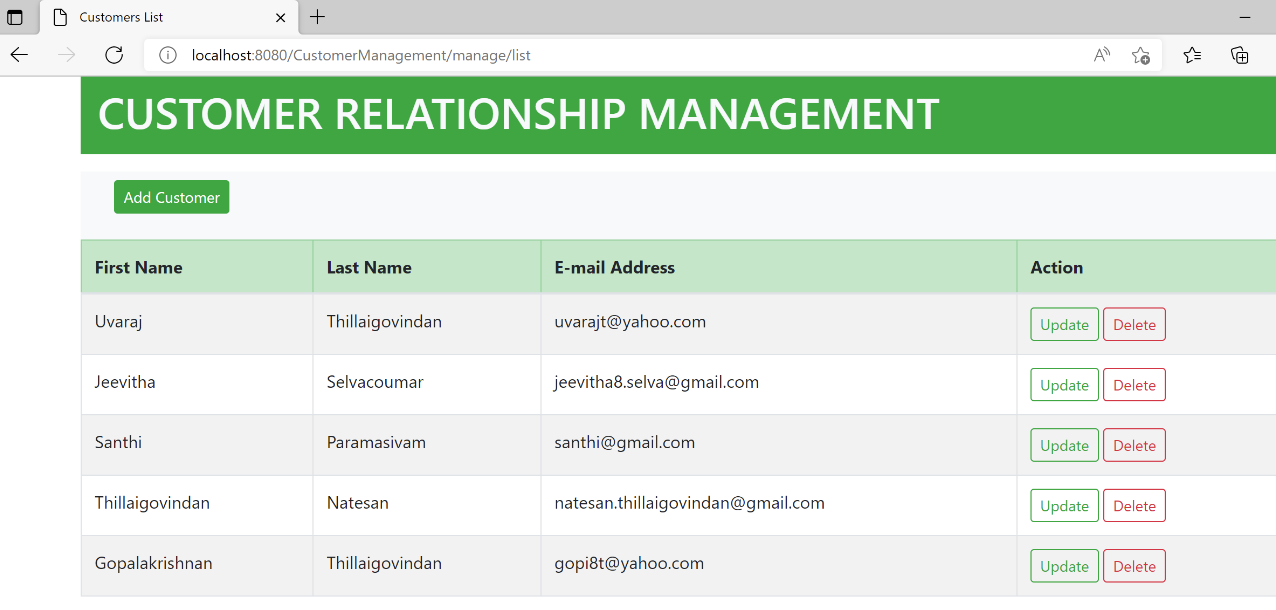 Customers List
localhost:8080/CustomerManagement/manage/list
CUSTOMER RELATIONSHIP MANAGEMENT
Add Customer
First Name Last Name E-mail Address Action
Uvaraj Thillaigovindan uvarajt@yahoo.com Update Delete
Jeevitha Selvacoumar jeevitha8.selva@gmail.com Update Delete
Santhi Paramasivam santhi@gmail.com Update Delete
Thillaigovindan Natesan natesan.thillaigovindan@gmail.com Update Delete
Gopalakrishnan Thillaigovindan gopi8t@yahoo.com Update Delete